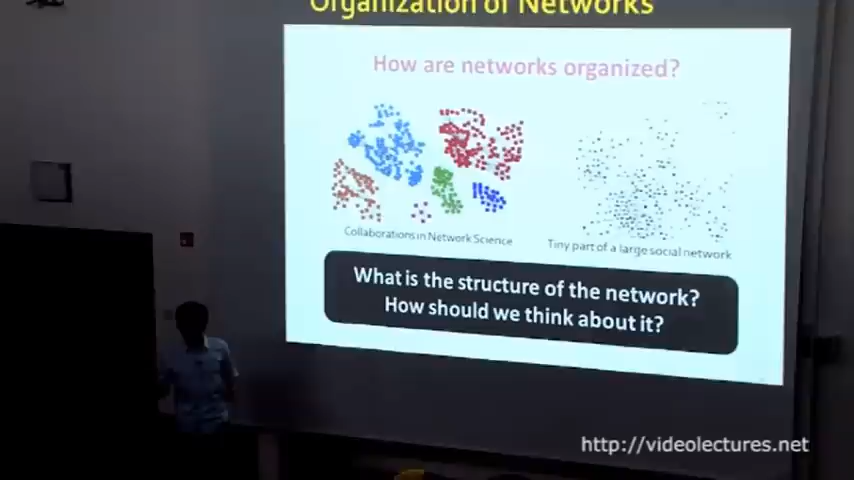 Organization of Networks
How are networks organized?
Collaborations in Network Science
Tiny part of a large social network
What is the structure of the network?
How should we think about it?
http://videolectures.net